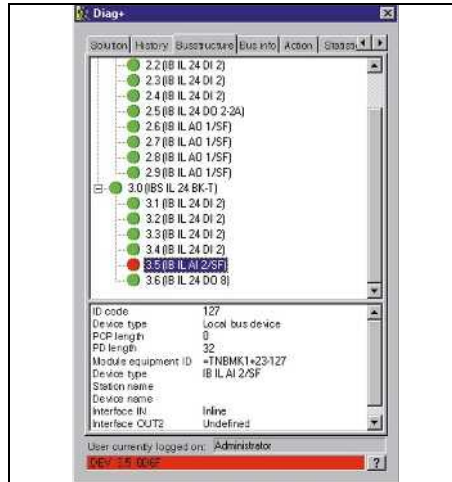 Diag+
Solution History Busstructure Bus info Action Statisti
2.2 (IB IL 24 DI 2)
2.3 (IB IL 24 DI 2)
2.4 (IB IL 24 DI 2)
2.5 (IB IL 24 DO 2-2A)
2.6 (IB IL AO 1/SF)
2.7 (IB IL AO 1/SF)
2.8 (IB IL AO 1/SF)
2.9 (IB IL AO 1/SF)
3.0 (IBS IL 24 BK-T)
3.1 (IB IL 24 DI 2)
3.2 (IB IL 24 DI 2)
3.3 (IB IL 24 DI 2)
3.4 (IB IL 24 DI 2)
3.5 (IB IL AI 2/SF)
3.6 (IB IL 24 DO 8)
ID code 127
Device type Local bus device
PCP length 0
PD length 32
Module equipment ID =TNBMK1+23-127
Device type IB IL AI 2/SF
Station name
Device name
Interface IN Inline
Interface OUT2 Undefined
User currently logged on: Administrator
DEV 3.5 0D6F
?